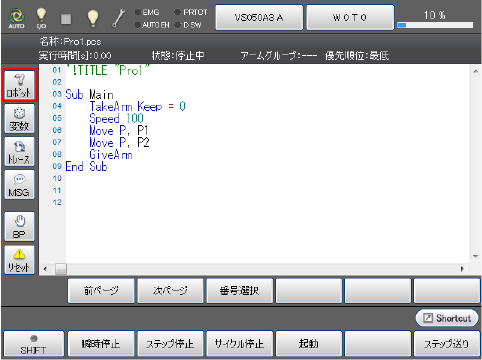 EMG PRTOT
AUTO EN DSW
AUTO I/O VS050A3 A W 0 T 0 10 %
名称:Pro1.pcs
実行時間[s]:0.00 状態:停止中 アームグループ:--- 優先順位:最低
ロボット
変数
トレース
MSG
BP
リセット
01 '!TITLE "Pro1"
02
03 Sub Main
04 TakeArm Keep = 0
05 Speed 100
06 Move P, P1
07 Move P, P2
08 GiveArm
09 End Sub
10
11
12
前ページ 次ページ 番号選択
Shortcut
SHIFT 瞬時停止 ステップ停止 サイクル停止 起動 ステップ送り